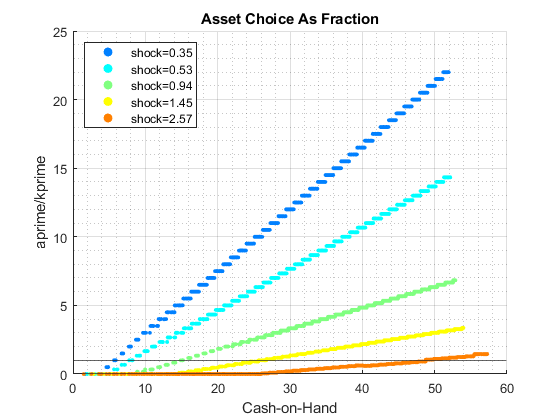 Asset Choice As Fraction
25
20
15
10
5
0
aprime/kprime
shock=0.35
shock=0.53
shock=0.94
shock=1.45
shock=2.57
0 10 20 30 40 50 60
Cash-on-Hand